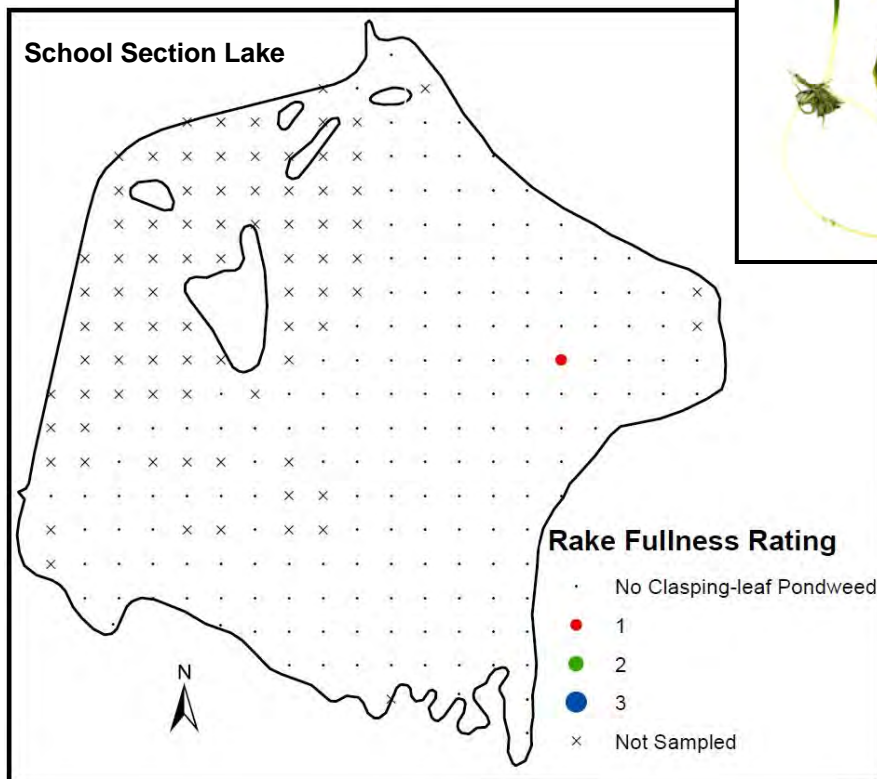 School Section Lake
Rake Fullness Rating
No Clasping-leaf Pondweed
1
2
3
Not Sampled
N